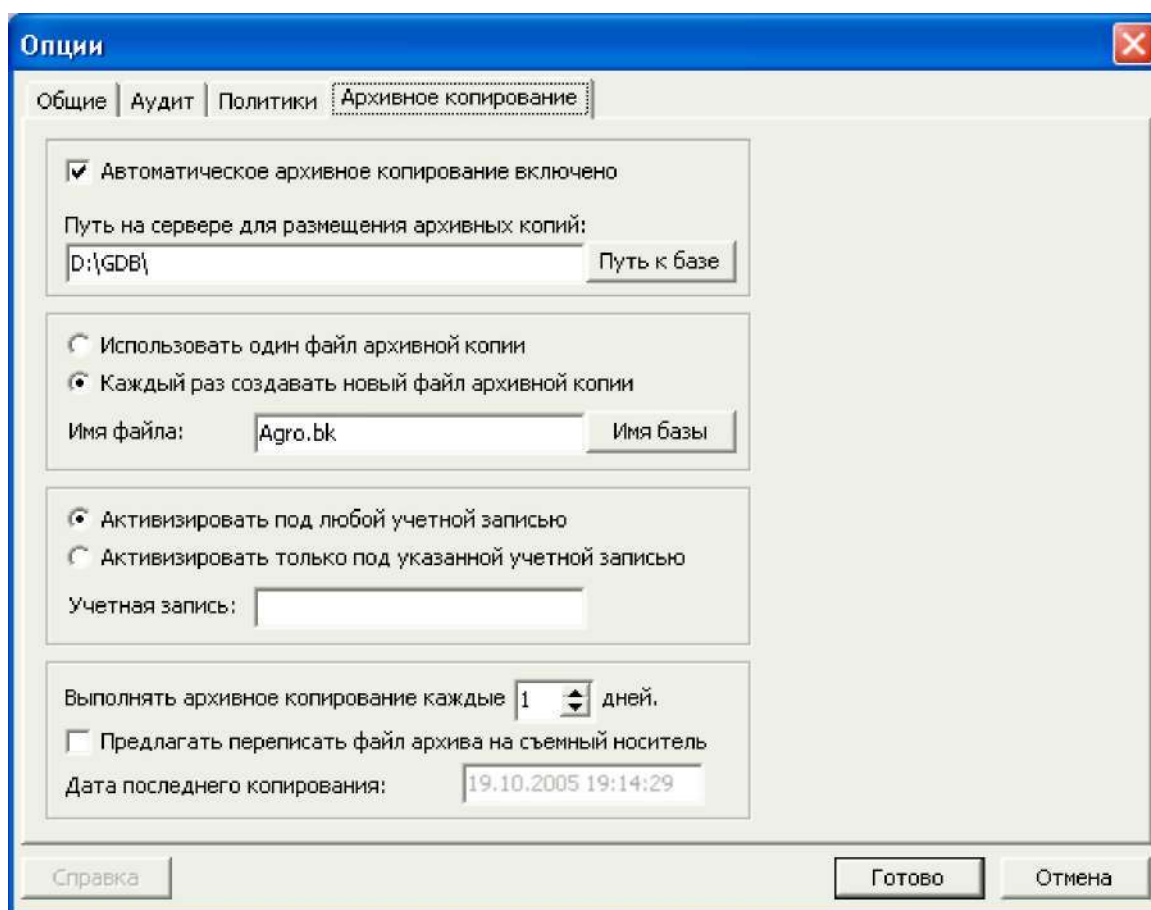 Опции
Общие Аудит Политики Архивное копирование
Автоматическое архивное копирование включено
Путь на сервере для размещения архивных копий:
D:\GDB\ Путь к базе
Использовать один файл архивной копии
Каждый раз создавать новый файл архивной копии
Имя файла: Agro.bk Имя базы
Активизировать под любой учетной записью
Активизировать только под указанной учетной записью
Учетная запись:
Выполнять архивное копирование каждые 1 дней.
Предлагать переписать файл архива на съемный носитель
Дата последнего копирования: 19.10.2005 19:14:29
Справка Готово Отмена